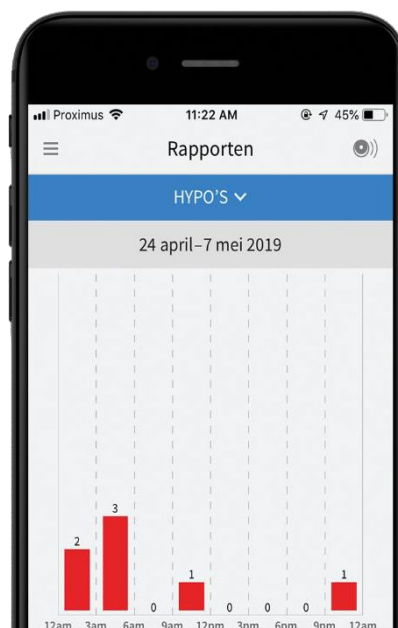 Proximus 11:22 AM 45%
Rapporten
HYPO'S
24 april–7 mei 2019
3
2
1 1
0 0 0 0
12am 3am 6am 9am 12pm 3pm 6pm 9pm 12am